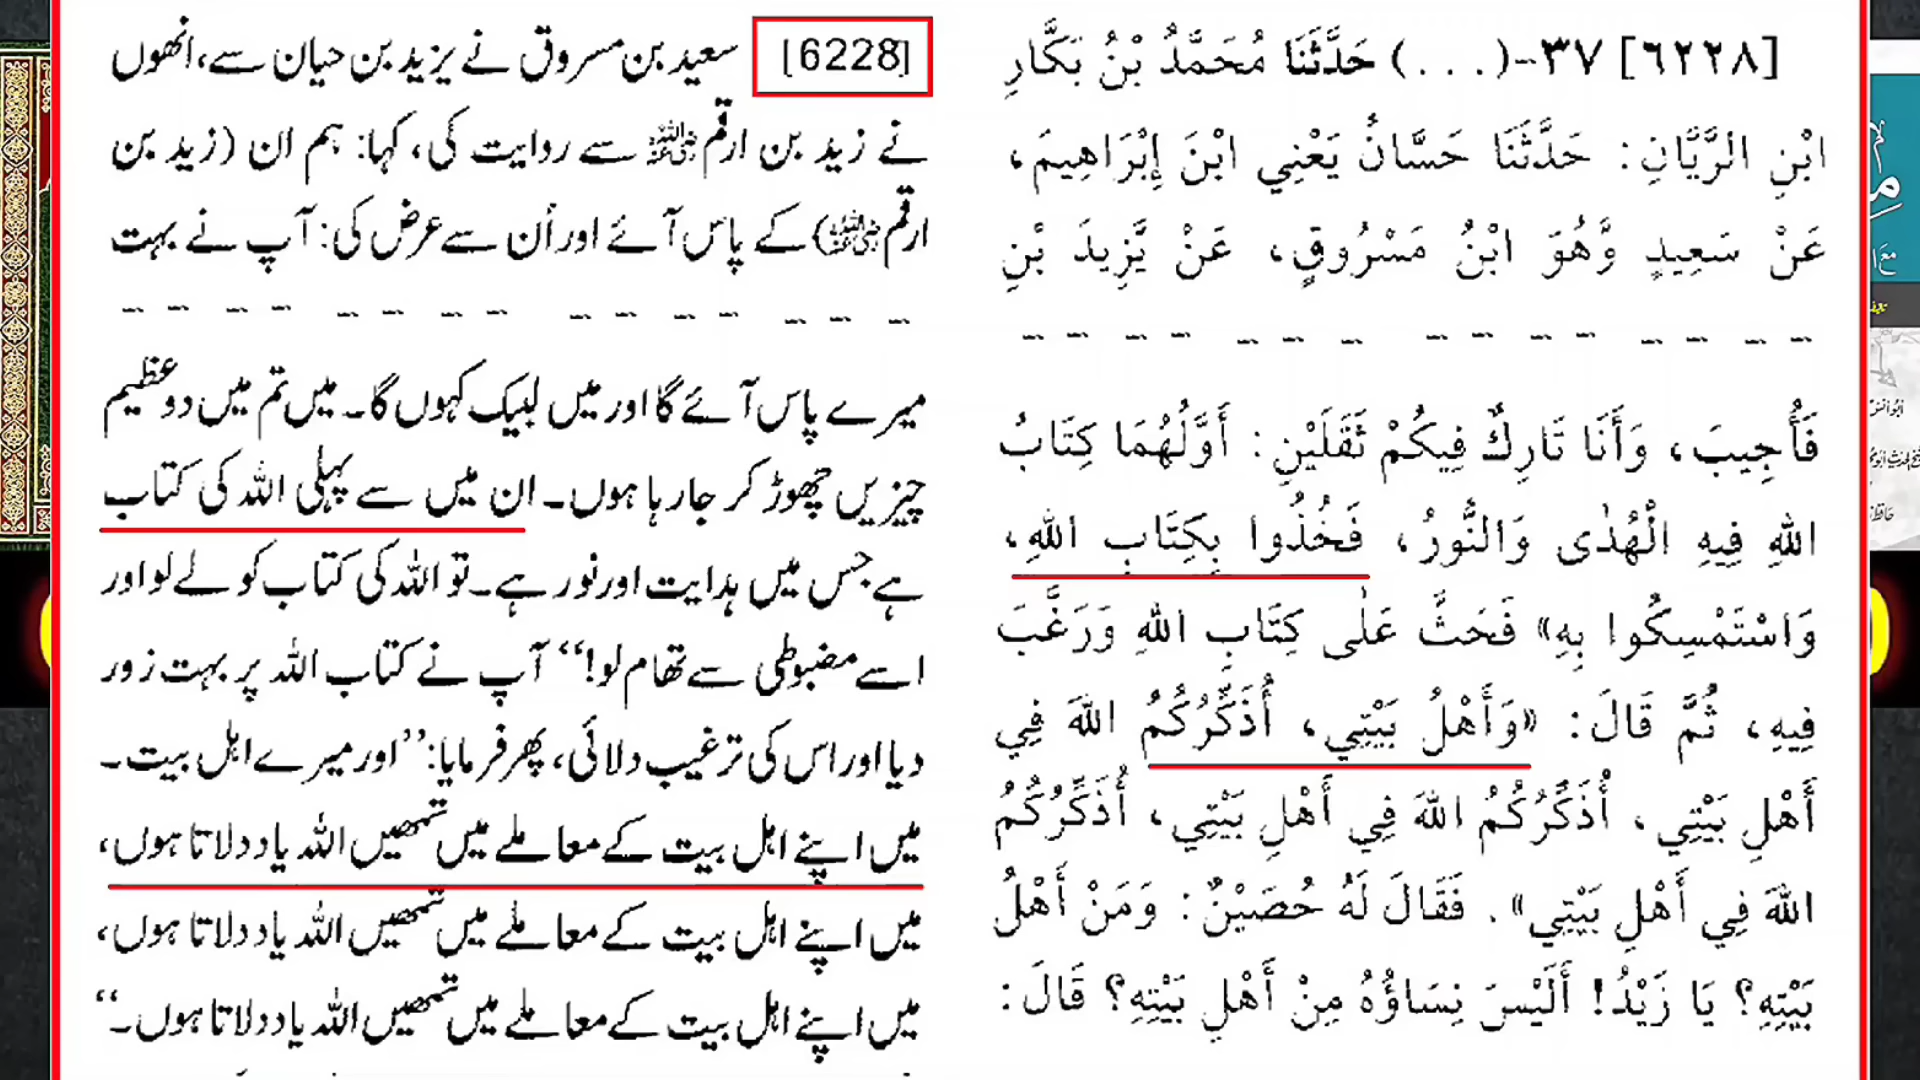 [٦٢٢٨] ٣٧-(...) حَدَّثَنَا مُحَمَّدُ بْنُ بَكَّارِ
ابْنِ الرَّيَّانِ: حَدَّثَنَا حَسَّانُ يَعْنِي ابْنَ إِبْرَاهِيمَ،
عَنْ سَعِيدٍ وَّهُوَ ابْنُ مَسْرُوقٍ، عَنْ يَّزِيدَ بْنِ
فَأُجِيبَ، وَأَنَا تَارِكٌ فِيكُمْ ثَقَلَيْنِ: أَوَّلُهُمَا كِتَابُ
اللهِ فِيهِ الْهُدٰى وَالنُّورُ، فَخُذُوا بِكِتَابِ اللهِ،
وَاسْتَمْسِكُوا بِهِ» فَحَثَّ عَلٰى كِتَابِ اللهِ وَرَغَّبَ
فِيهِ، ثُمَّ قَالَ: «وَأَهْلُ بَيْتِي، أُذَكِّرُكُمُ اللهَ فِي
أَهْلِ بَيْتِي، أُذَكِّرُكُمُ اللهَ فِي أَهْلِ بَيْتِي، أُذَكِّرُكُمُ
اللهَ فِي أَهْلِ بَيْتِي». فَقَالَ لَهُ حُصَيْنٌ: وَمَنْ أَهْلُ
بَيْتِهِ؟ يَا زَيْدُ! أَلَيْسَ نِسَاؤُهُ مِنْ أَهْلِ بَيْتِهِ؟ قَالَ:
[6228] سعید بن مسروق نے یزید بن حیان سے، انھوں
نے زید بن ارقم رضی اللہ عنہ سے روایت کی، کہا: ہم ان (زید بن
ارقم رضی اللہ عنہ) کے پاس آئے اور اُن سے عرض کی: آپ نے بہت
میرے پاس آئے گا اور میں لبیک کہوں گا۔ میں تم میں دو عظیم
چیزیں چھوڑ کر جا رہا ہوں۔ ان میں سے پہلی اللہ کی کتاب
ہے جس میں ہدایت اور نور ہے۔ تو اللہ کی کتاب کو لے لو اور
اسے مضبوطی سے تھام لو!‘‘ آپ نے کتاب اللہ پر بہت زور
دیا اور اس کی ترغیب دلائی، پھر فرمایا: ’’اور میرے اہل بیت۔
میں اپنے اہل بیت کے معاملے میں تمھیں اللہ یاد دلاتا ہوں،
میں اپنے اہل بیت کے معاملے میں تمھیں اللہ یاد دلاتا ہوں،
میں اپنے اہل بیت کے معاملے میں تمھیں اللہ یاد دلاتا ہوں۔‘‘